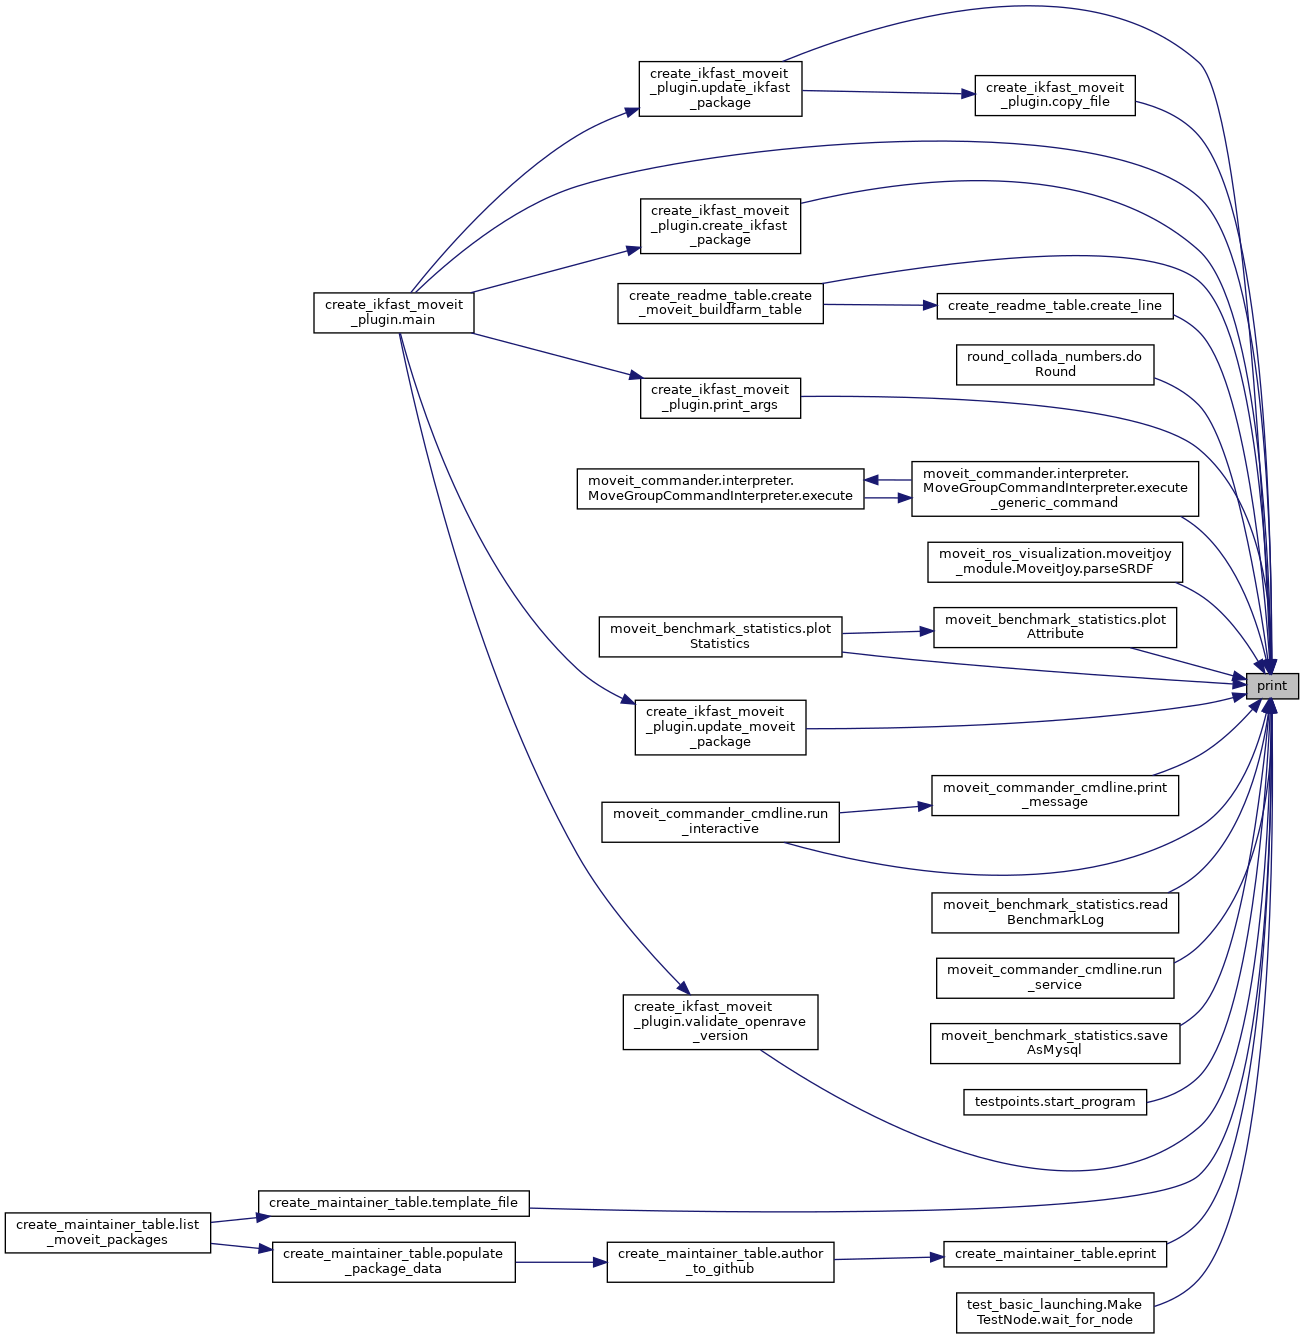 create_ikfast_moveit
_plugin.update_ikfast
_package
create_ikfast_moveit
_plugin.copy_file
create_ikfast_moveit
_plugin.create_ikfast
_package
create_ikfast_moveit
_plugin.main
create_readme_table.create
_moveit_buildfarm_table
create_readme_table.create_line
round_collada_numbers.do
Round
create_ikfast_moveit
_plugin.print_args
moveit_commander.interpreter.
MoveGroupCommandInterpreter.execute
moveit_commander.interpreter.
MoveGroupCommandInterpreter.execute
_generic_command
moveit_ros_visualization.moveitjoy
_module.MoveitJoy.parseSRDF
moveit_benchmark_statistics.plot
Statistics
moveit_benchmark_statistics.plot
Attribute
print
create_ikfast_moveit
_plugin.update_moveit
_package
moveit_commander_cmdline.print
_message
moveit_commander_cmdline.run
_interactive
moveit_benchmark_statistics.read
BenchmarkLog
moveit_commander_cmdline.run
_service
create_ikfast_moveit
_plugin.validate_openrave
_version
moveit_benchmark_statistics.save
AsMysql
testpoints.start_program
create_maintainer_table.template_file
create_maintainer_table.list
_moveit_packages
create_maintainer_table.populate
_package_data
create_maintainer_table.author
_to_github
create_maintainer_table.eprint
test_basic_launching.Make
TestNode.wait_for_node